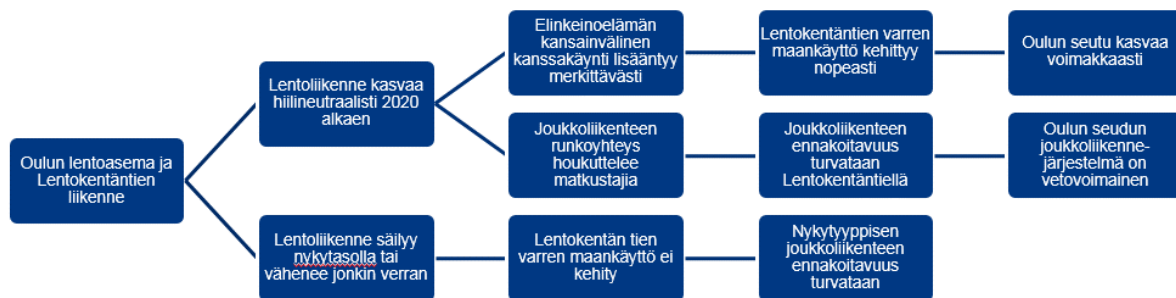 Oulun lentoasema ja
Lentokentäntien
liikenne
Lentoliikenne kasvaa
hiilineutraalisti 2020
alkaen
Elinkeinoelämän
kansainvälinen
kanssakäynti lisääntyy
merkittävästi
Lentokentäntien varren
maankäyttö kehittyy
nopeasti
Oulun seutu kasvaa
voimakkaasti
Joukkoliikenteen
runkoyhteys
houkuttelee
matkustajia
Joukkoliikenteen
ennakoitavuus
turvataan
Lentokentäntiellä
Oulun seudun
joukkoliikenne-
järjestelmä on
vetovoimainen
Lentoliikenne säilyy
nykytasolla tai
vähenee jonkin verran
Lentokentän tien
varren maankäyttö ei
kehity
Nykytyyppisen
joukkoliikenteen
ennakoitavuus
turvataan